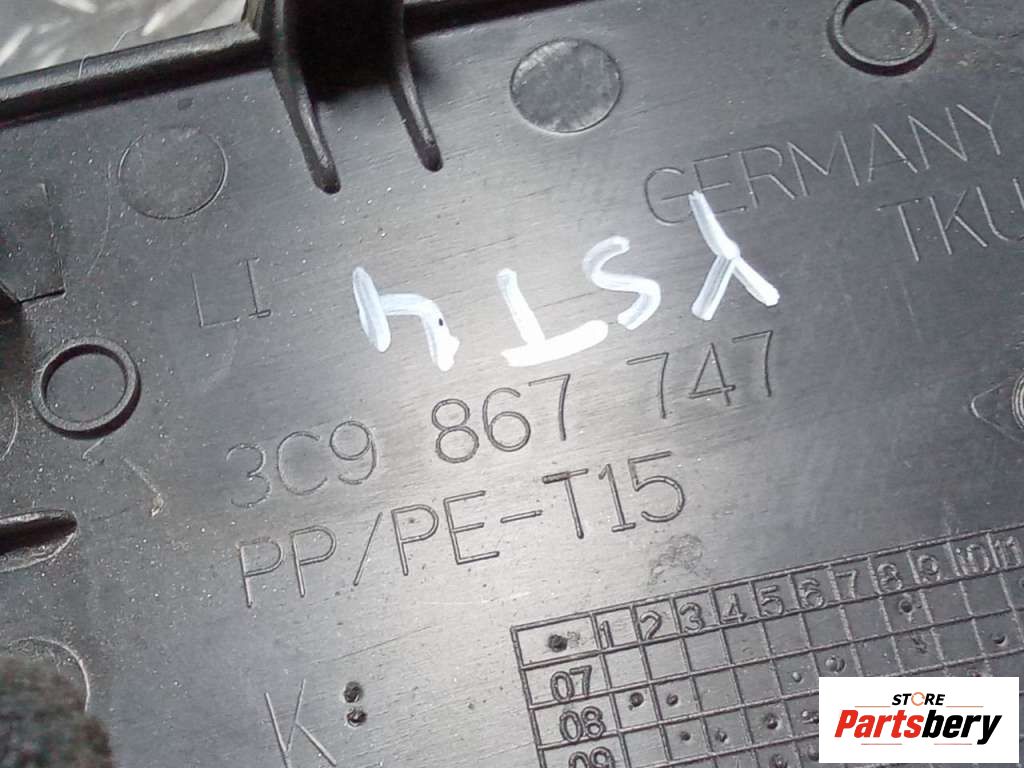 GERMANY
TKU
LI
3C9 867 747
PP/PE-T15
K:
1 2 3 4 5 6 7 8 9 10 11
07
08
09
STORE
Partsbery